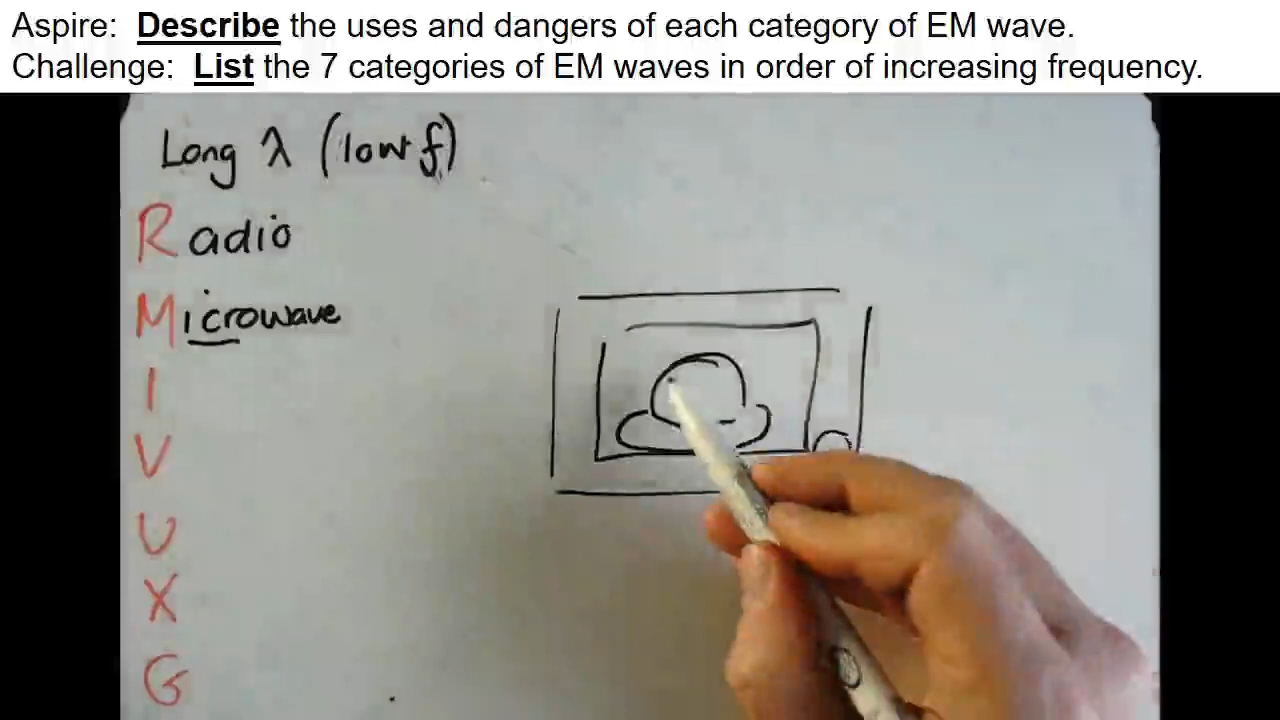 Aspire: Describe the uses and dangers of each category of EM wave.
Challenge: List the 7 categories of EM waves in order of increasing frequency.
Long λ (low f)
Radio
Microwave
I
V
U
X
G